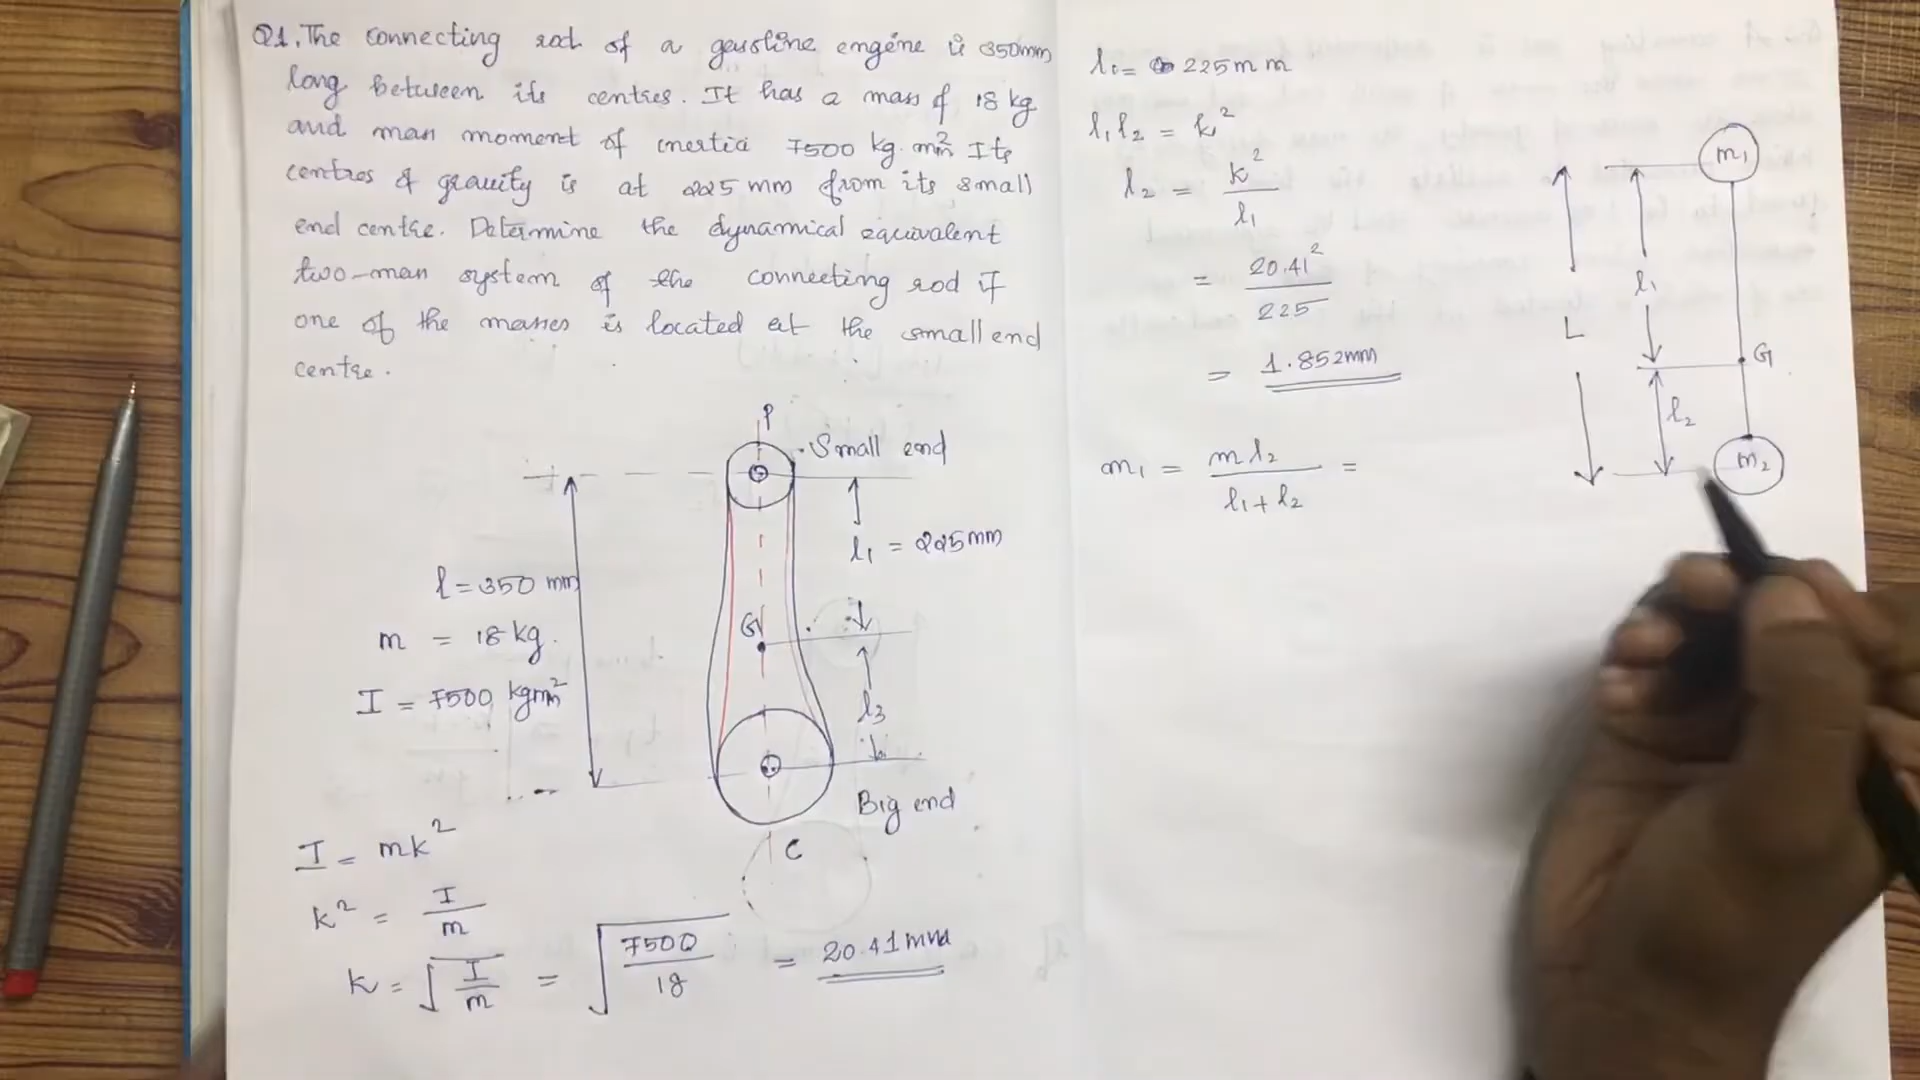 Q1. The connecting rod of a gasoline engine is 350mm
long between its centres. It has a mass of 18 kg
and mass moment of inertia 7500 kg.mm² Its
centres of gravity is at 225 mm from its small
end centre. Determine the dynamical equivalent
two-mass system of the connecting rod if
one of the masses is located at the small end
centre.
P
Small end
l₁ = 225mm
l = 350 mm
G
m = 18 kg.
I = 7500 kgmm²
l₃
Big end
C
I = mk²
k² = I/m
k = √(I/m) = √(7500/18) = 20.41mm
l₁ = 225mm
l₁l₂ = k²
l₂ = k²/l₁
= 20.41²/225
= 1.852mm
m₁ = ml₂/(l₁+l₂) =
m₁
l₁
L
G
l₂
m₂